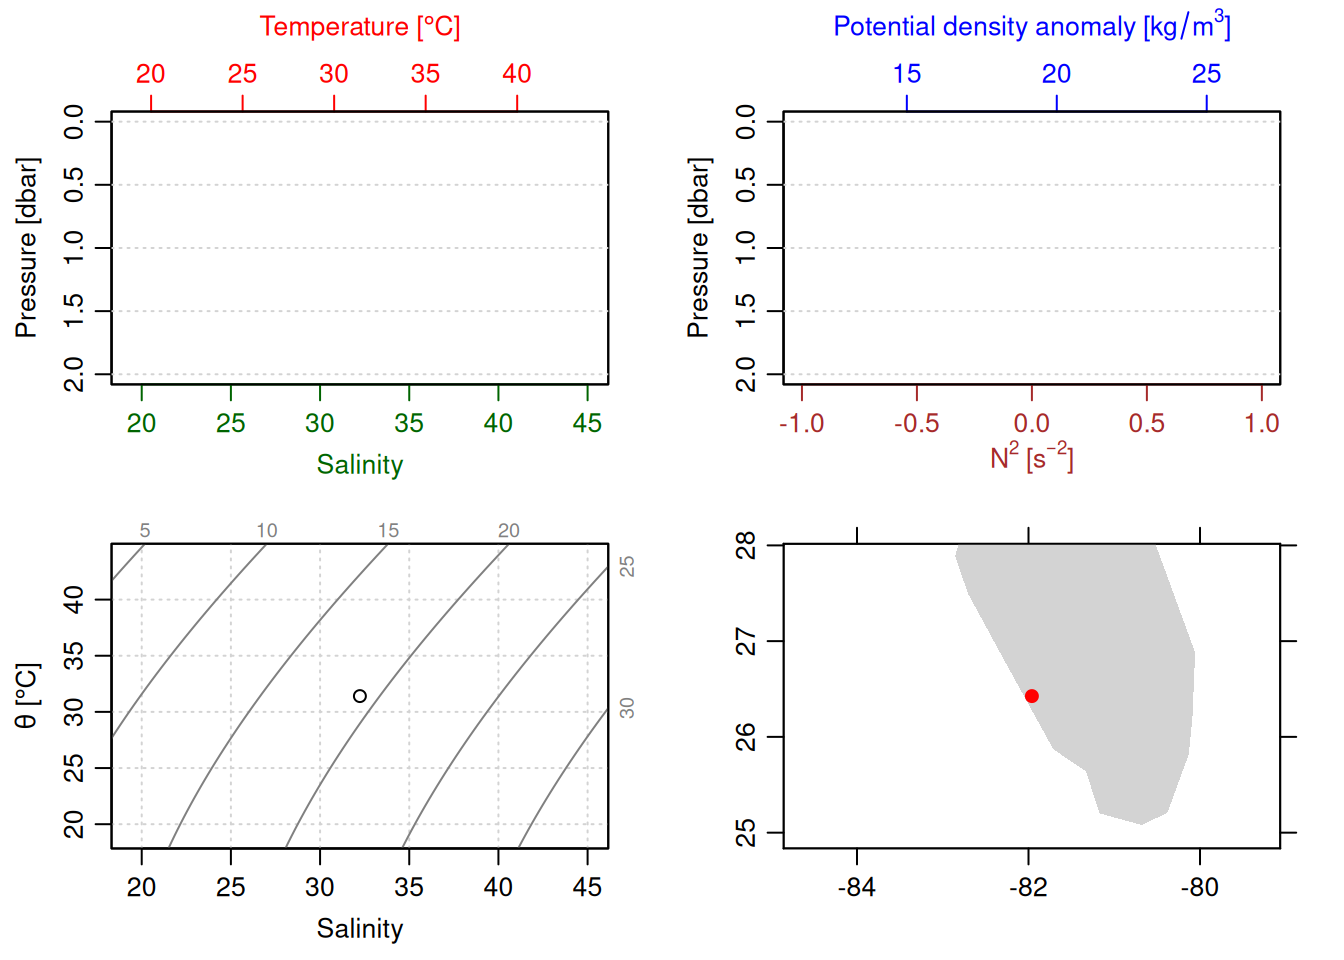 Temperature [°C]
20 25 30 35 40
Pressure [dbar]
0.0
0.5
1.0
1.5
2.0
20 25 30 35 40 45
Salinity
Potential density anomaly [kg/m³]
15 20 25
Pressure [dbar]
0.0
0.5
1.0
1.5
2.0
-1.0 -0.5 0.0 0.5 1.0
N² [s⁻²]
5 10 15 20
25
30
θ [°C]
40
35
30
25
20
20 25 30 35 40 45
Salinity
28
27
26
25
-84 -82 -80